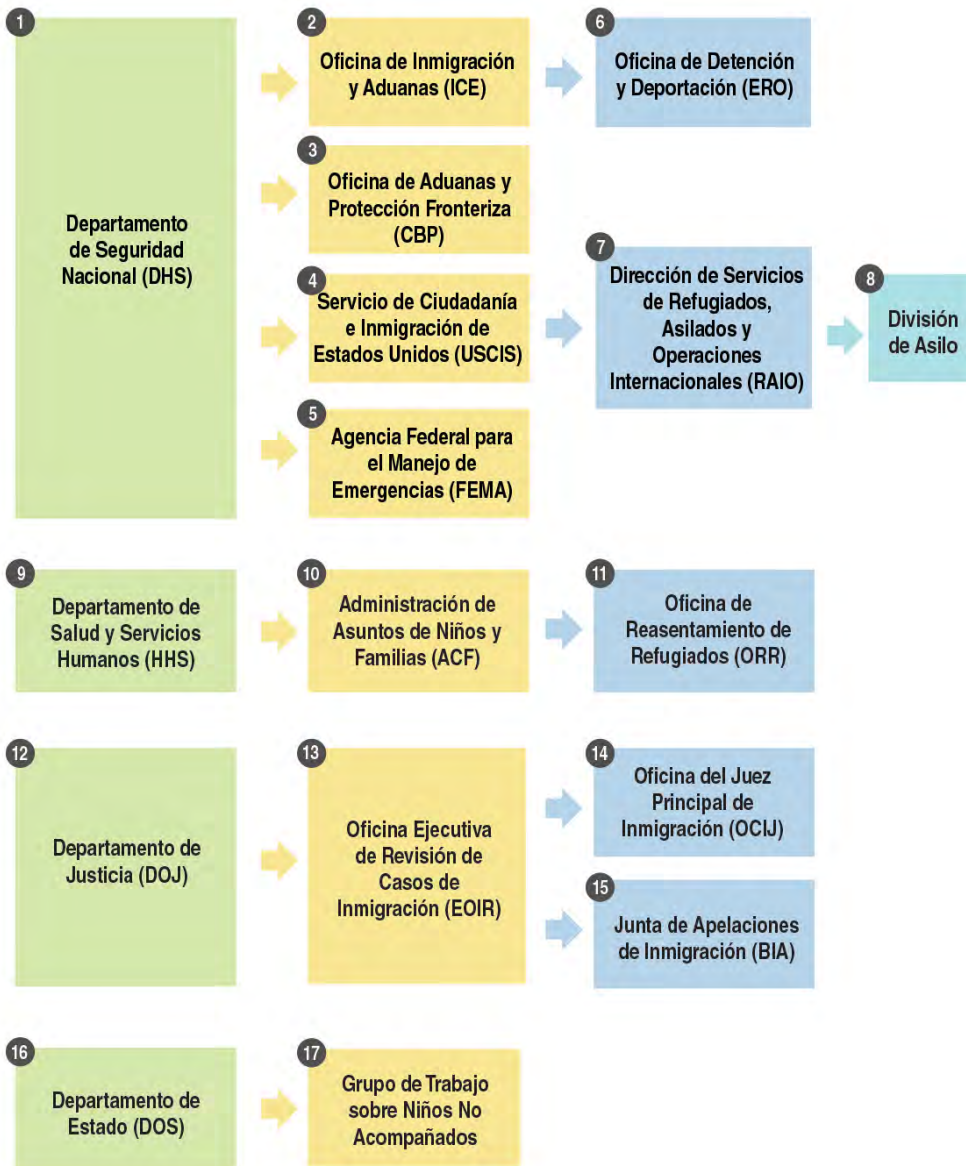 1
Departamento
de Seguridad
Nacional (DHS)
2
Oficina de Inmigración
y Aduanas (ICE)
3
Oficina de Aduanas y
Protección Fronteriza
(CBP)
4
Servicio de Ciudadanía
e Inmigración de
Estados Unidos (USCIS)
5
Agencia Federal para
el Manejo de
Emergencias (FEMA)
6
Oficina de Detención
y Deportación (ERO)
7
Dirección de Servicios
de Refugiados,
Asilados y
Operaciones
Internacionales (RAIO)
8
División
de Asilo
9
Departamento de
Salud y Servicios
Humanos (HHS)
10
Administración de
Asuntos de Niños y
Familias (ACF)
11
Oficina de
Reasentamiento de
Refugiados (ORR)
12
Departamento de
Justicia (DOJ)
13
Oficina Ejecutiva
de Revisión de
Casos de
Inmigración (EOIR)
14
Oficina del Juez
Principal de
Inmigración (OCIJ)
15
Junta de Apelaciones
de Inmigración (BIA)
16
Departamento de
Estado (DOS)
17
Grupo de Trabajo
sobre Niños No
Acompañados